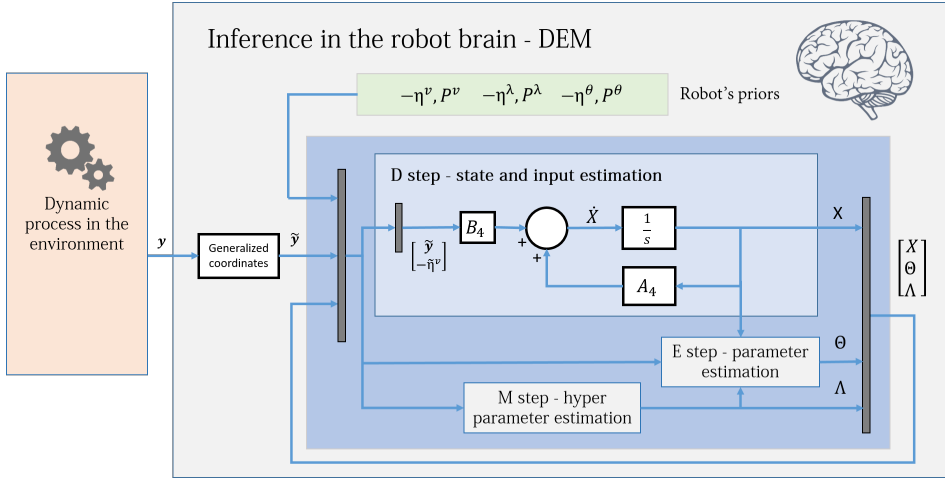 Inference in the robot brain - DEM
−η^v, P^v −η^λ, P^λ −η^θ, P^θ
Robot's priors
Dynamic
process in the
environment
y
Generalized
coordinates
ỹ
D step - state and input estimation
[ ỹ
−η̃^v ]
B₄
+
+
Ẋ
1
s
A₄
X
E step - parameter
estimation
Θ
M step - hyper
parameter estimation
Λ
[ X
Θ
Λ ]